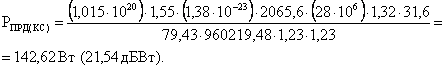 P_ПРД(КС) = (1,015·10^20)·1,55·(1,38·10^−23)·2065,6·(28·10^6)·1,32·31,6 / 79,43·960219,48·1,23·1,23 =
= 142,62 Вт (21,54 дБВт).